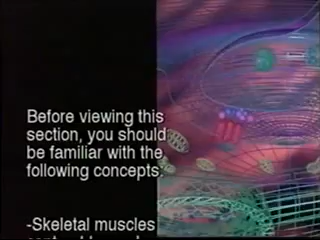 Before viewing this
section, you should
be familiar with the
following concepts:
-Skeletal muscles